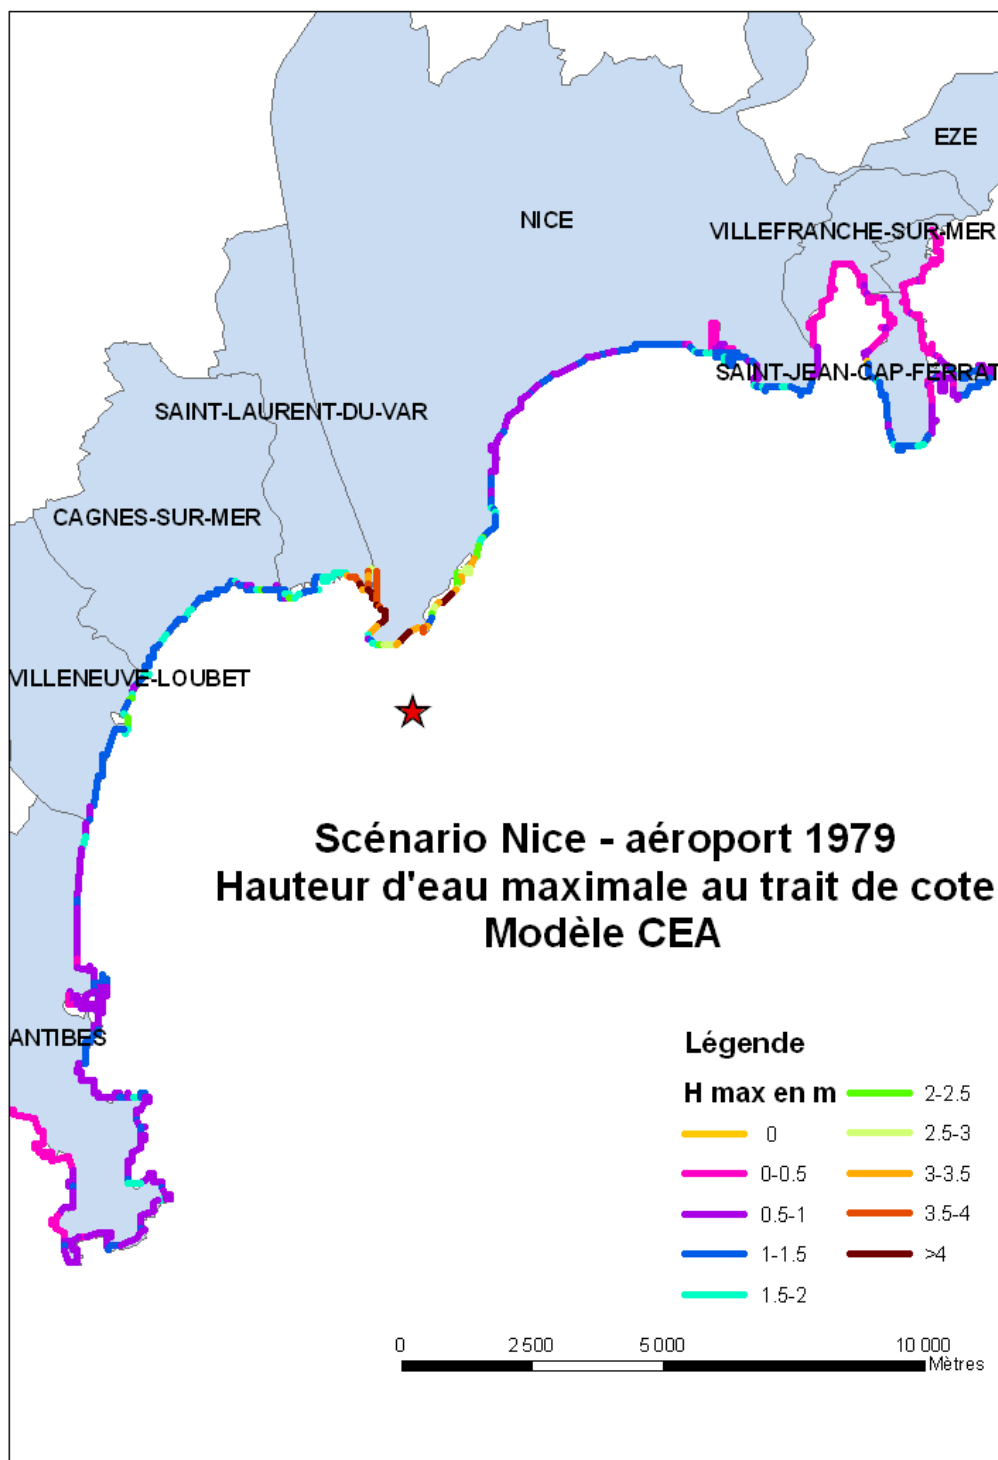 EZE
NICE
VILLEFRANCHE-SUR-MER
SAINT-JEAN-CAP-FERRAT
SAINT-LAURENT-DU-VAR
CAGNES-SUR-MER
VILLENEUVE-LOUBET
Scénario Nice - aéroport 1979
Hauteur d'eau maximale au trait de cote
Modèle CEA
ANTIBES
Légende
H max en m
0
0-0.5
0.5-1
1-1.5
1.5-2
2-2.5
2.5-3
3-3.5
3.5-4
>4
0 2 500 5 000 10 000
Mètres